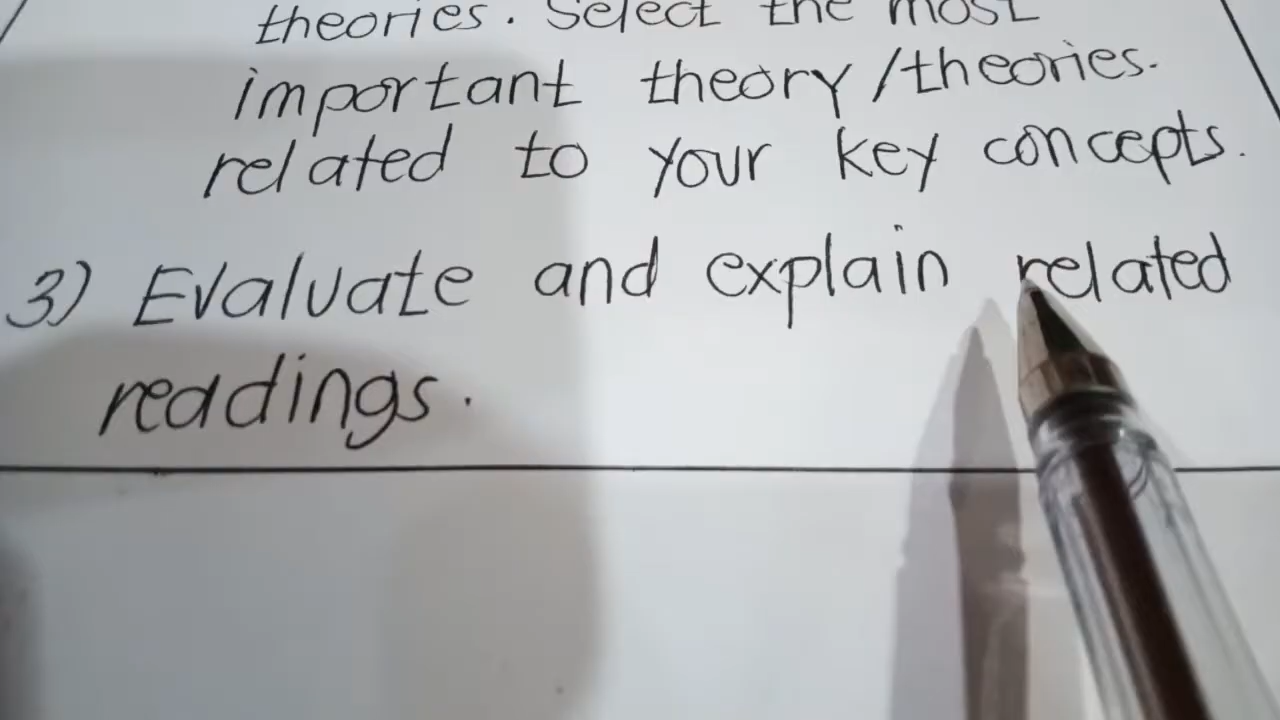 theories. Select the most
important theory/theories.
related to your key concepts.
3) Evaluate and explain related
readings.